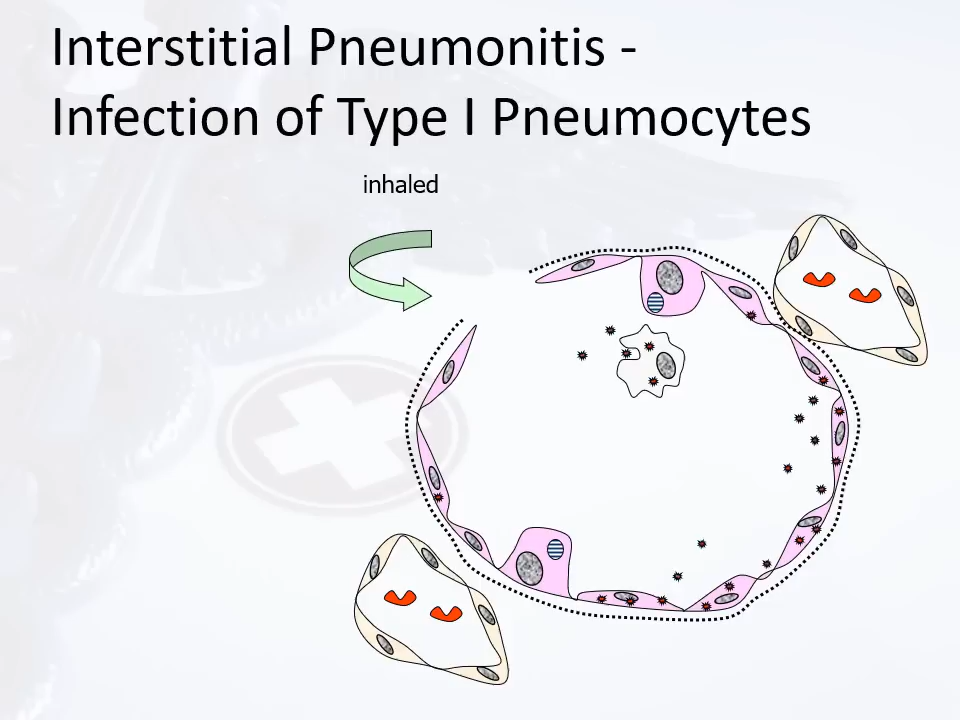 Interstitial Pneumonitis -
Infection of Type I Pneumocytes
inhaled